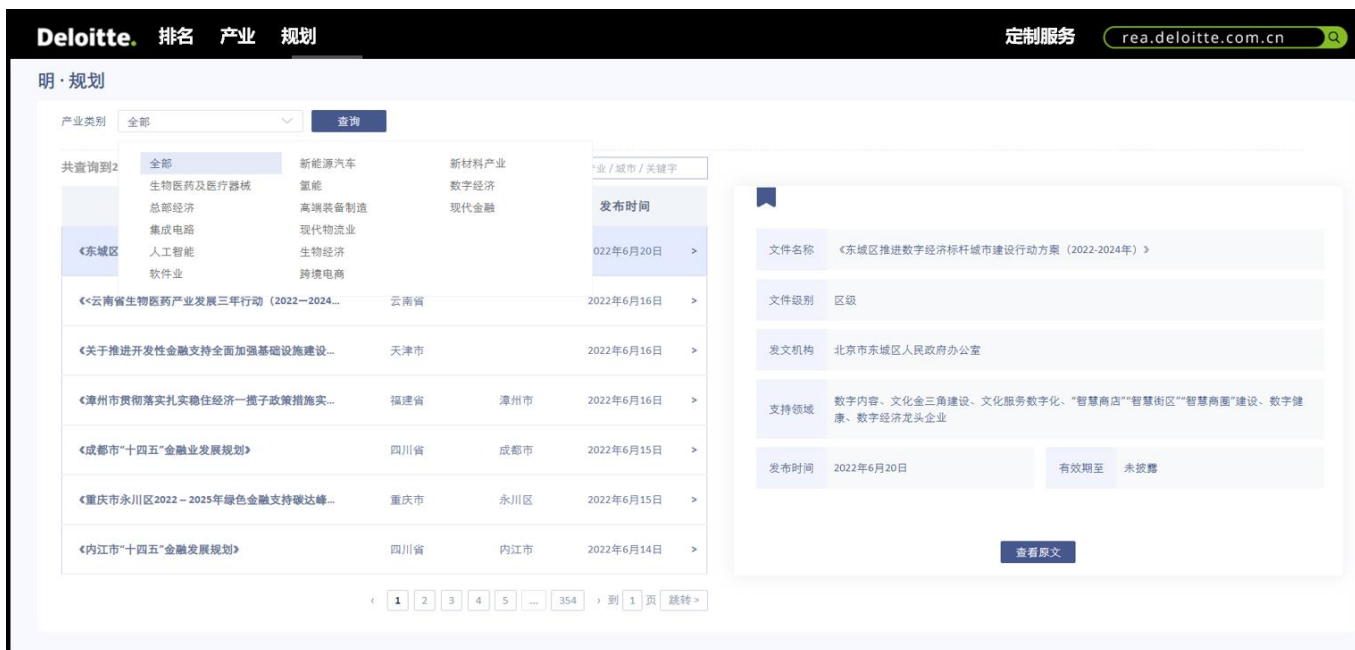 Deloitte. 排名 产业 规划 定制服务 rea.deloitte.com.cn
明·规划
产业类别 全部 查询
共查询到2 产业/城市/关键字
全部 新能源汽车 新材料产业
生物医药及医疗器械 氢能 数字经济
总部经济 高端装备制造 现代金融
集成电路 现代物流业
人工智能 生物经济
软件业 跨境电商
发布时间
《东城区 022年6月20日 >
《<云南省生物医药产业发展三年行动(2022—2024... 云南省 2022年6月16日 >
《关于推进开发性金融支持全面加强基础设施建设... 天津市 2022年6月16日 >
《漳州市贯彻落实扎实稳住经济一揽子政策措施实... 福建省 漳州市 2022年6月16日 >
《成都市“十四五”金融业发展规划》 四川省 成都市 2022年6月15日 >
《重庆市永川区2022－2025年绿色金融支持碳达峰... 重庆市 永川区 2022年6月15日 >
《内江市“十四五”金融发展规划》 四川省 内江市 2022年6月14日 >
‹ 1 2 3 4 5 ... 354 › 到 1 页 跳转 >
文件名称 《东城区推进数字经济标杆城市建设行动方案（2022-2024年）》
文件级别 区级
发文机构 北京市东城区人民政府办公室
支持领域 数字内容、文化金三角建设、文化服务数字化、“智慧商店”“智慧街区”“智慧商圈”建设、数字健
康、数字经济龙头企业
发布时间 2022年6月20日 有效期至 未披露
查看原文